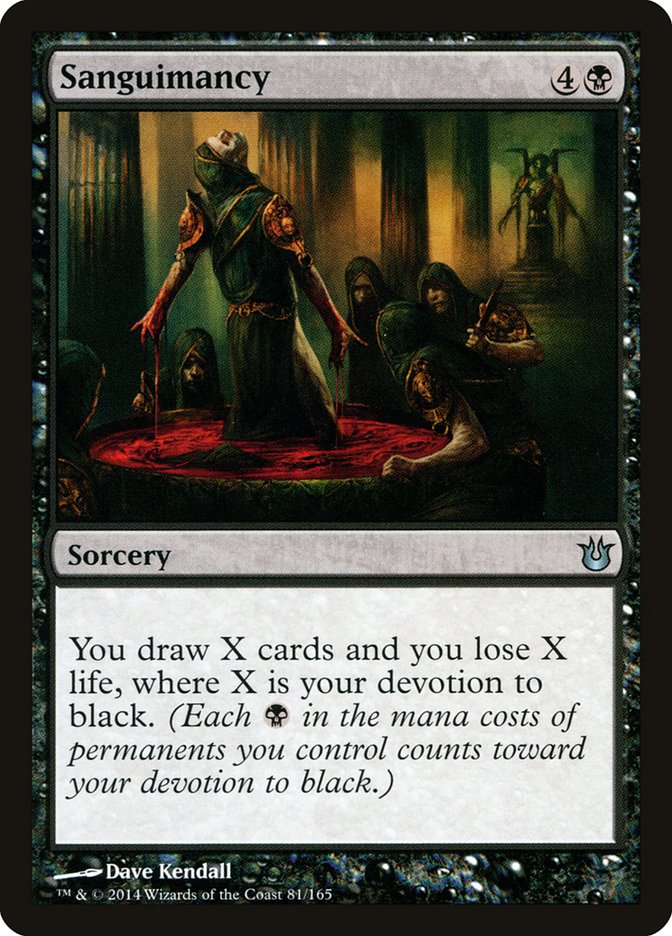 Sanguimancy 4
Sorcery
You draw X cards and you lose X
life, where X is your devotion to
black. (Each in the mana costs of
permanents you control counts toward
your devotion to black.)
Dave Kendall
™ & © 2014 Wizards of the Coast 81/165